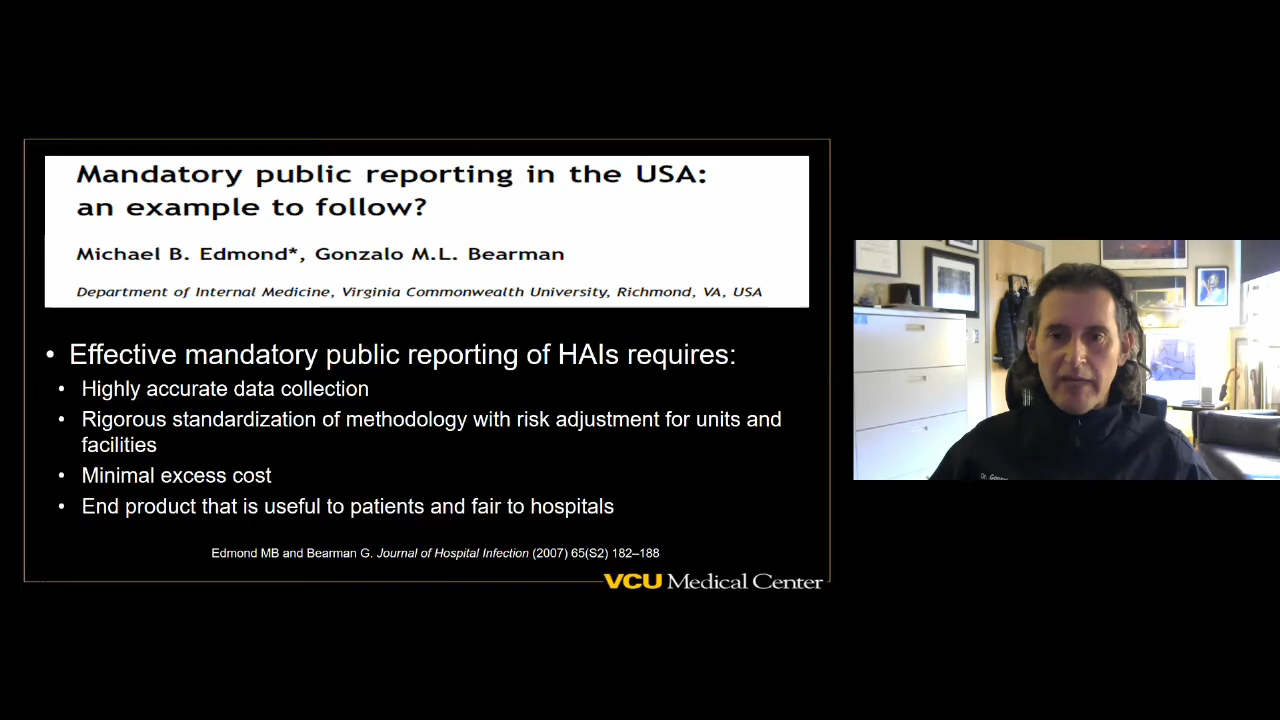 Mandatory public reporting in the USA:
an example to follow?
Michael B. Edmond*, Gonzalo M.L. Bearman
Department of Internal Medicine, Virginia Commonwealth University, Richmond, VA, USA
• Effective mandatory public reporting of HAIs requires:
• Highly accurate data collection
• Rigorous standardization of methodology with risk adjustment for units and
facilities
• Minimal excess cost
• End product that is useful to patients and fair to hospitals
Edmond MB and Bearman G. Journal of Hospital Infection (2007) 65(S2) 182–188
VCU Medical Center
Dr.